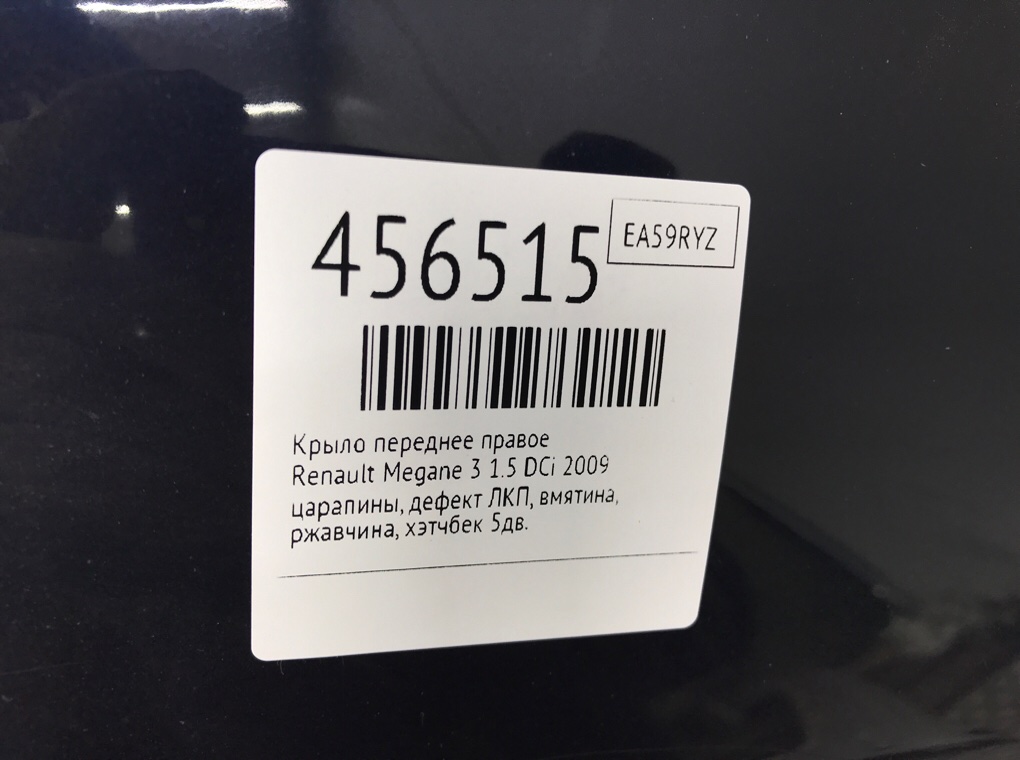 456515
EA59RYZ
Крыло переднее правое
Renault Megane 3 1.5 DCi 2009
царапины, дефект ЛКП, вмятина,
ржавчина, хэтчбек 5дв.